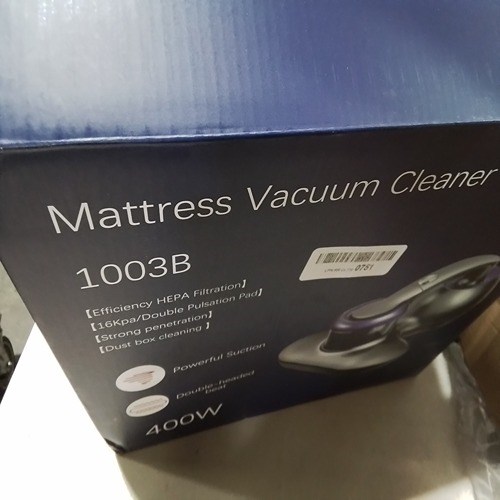 Mattress Vacuum Cleaner
1003B
【Efficiency HEPA Filtration】
【16Kpa/Double Pulsation Pad】
【Strong penetration】
【Dust box cleaning 】
Powerful Suction
Double-headed
beat
400W
0751